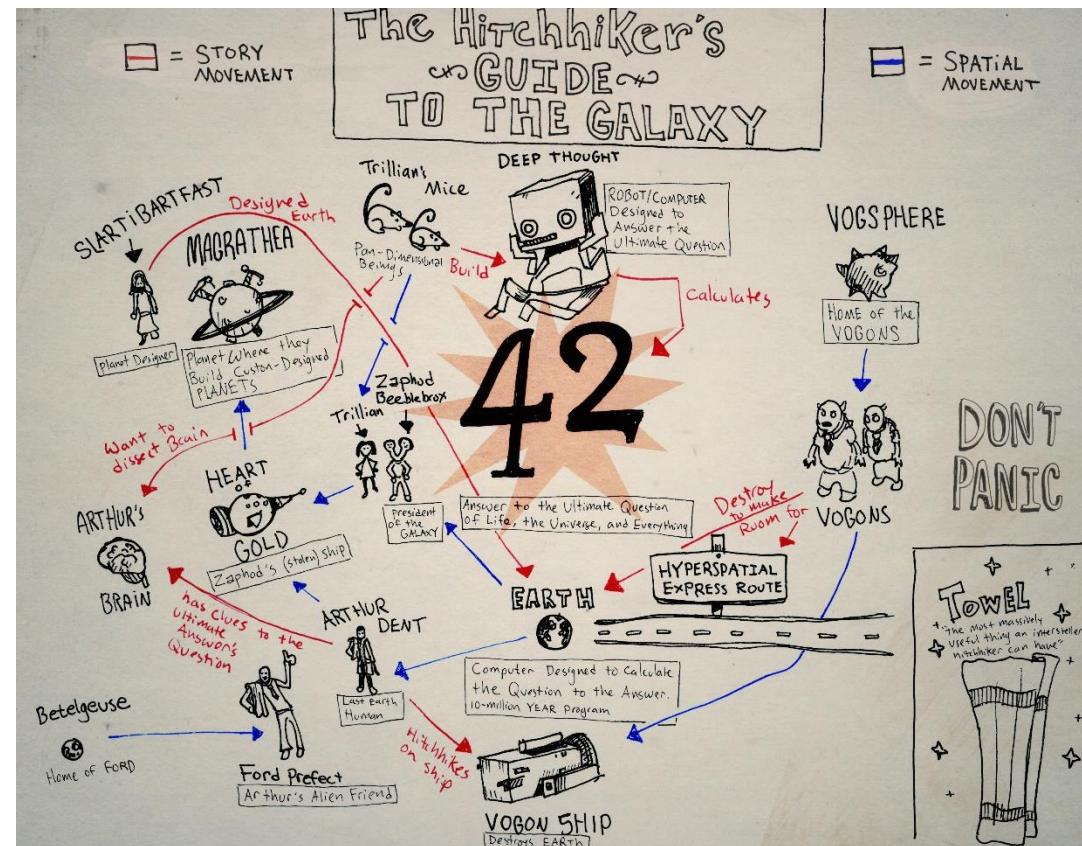 The Hitchhiker's
GUIDE
TO THE GALAXY
= STORY
MOVEMENT
= SPATIAL
MOVEMENT
SLARTiBARTFAST
Planet Designer
Designed
Earth
MAGRATHEA
Planet Where they
Build Custom-Designed
PLANETS
Trillian's
Mice
Pan-Dimensional
Beings
Build
DEEP THOUGHT
ROBOT/COMPUTER
Designed to
Answer the
Ultimate Question
Calculates
42
Answer to the Ultimate Question
of Life, the Universe, and Everything
VOGSPHERE
HOME OF the
VOGONS
VOGONS
DON'T
PANIC
Want to
dissect Brain
ARTHUR'S
BRAIN
HEART
of
GOLD
Zaphod's (stolen) ship
Trillian
Zaphod
Beeblebrox
President
of the
GALAXY
Destroy
to make
Room for
HYPERSPATIAL
EXPRESS ROUTE
EARTH
Computer Designed to Calculate
the Question to the Answer.
10-million YEAR Program
has clues to the
ultimate
Answer's
Question
ARTHUR
DENT
Last Earth
Human
Betelgeuse
Home of FORD
Ford Prefect
Arthur's Alien Friend
Hitchhikes
on ship
VOGON SHIP
Destroys EARTH
TOWEL
"the most massively
useful thing an interstellar
hitchhiker can have"